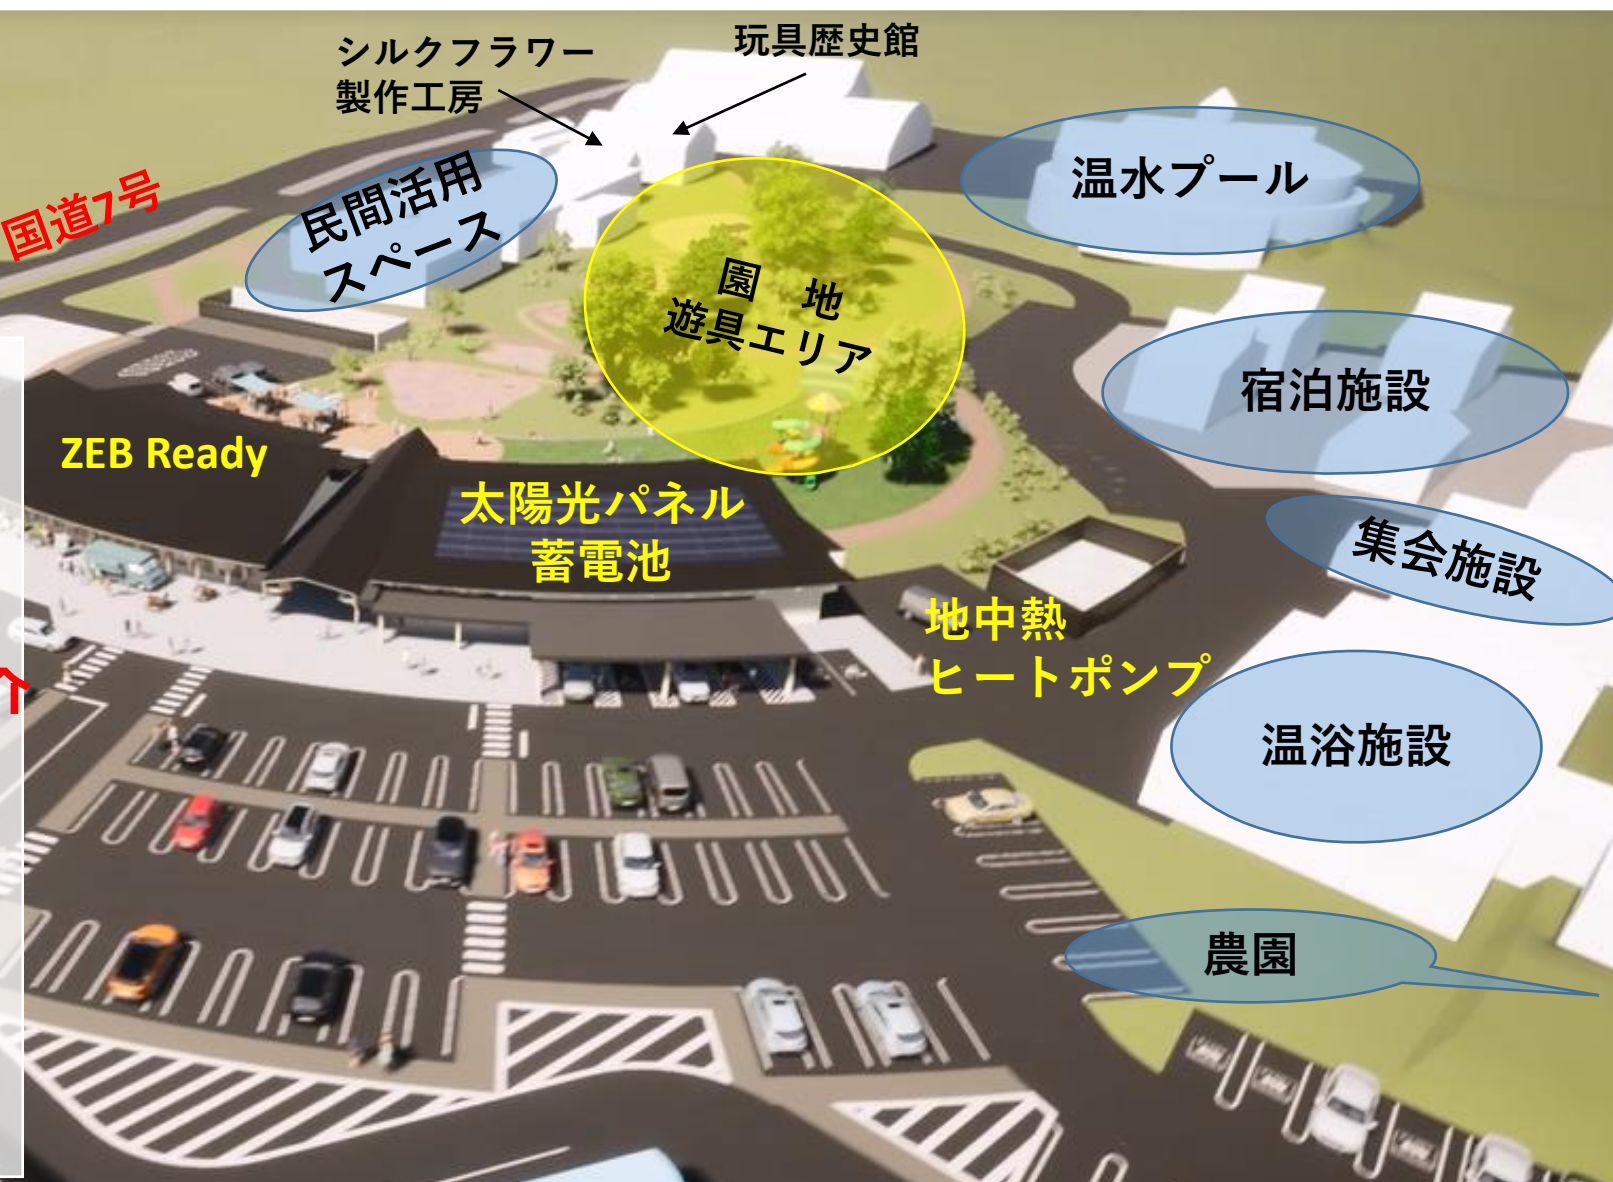 シルクフラワー
製作工房
玩具歴史館
国道7号
民間活用
スペース
温水プール
園　地
遊具エリア
宿泊施設
ZEB Ready
太陽光パネル
蓄電池
集会施設
地中熱
ヒートポンプ
介
温浴施設
農園